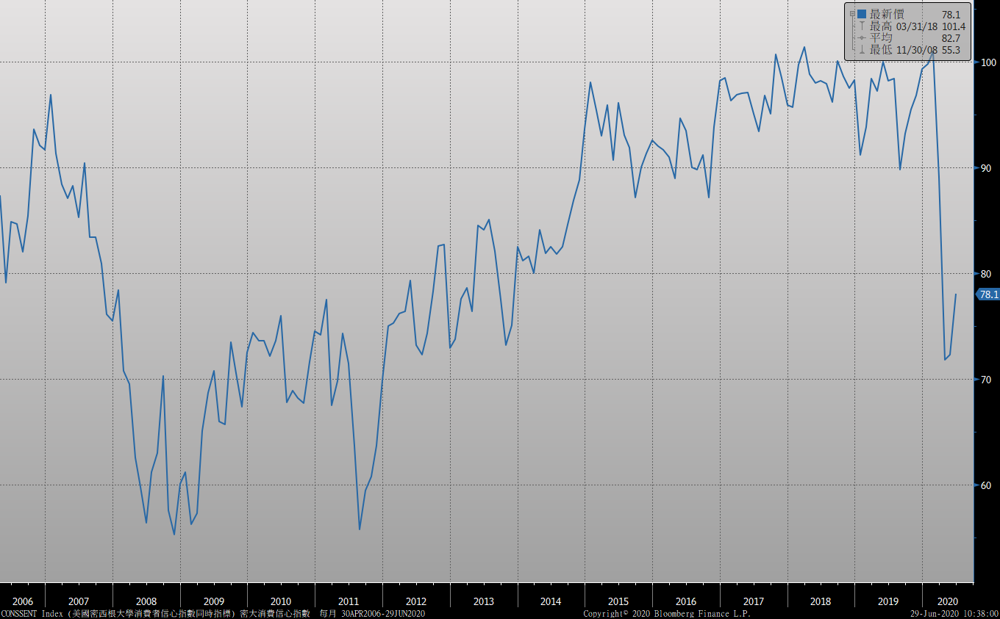 最新價 78.1
最高 03/31/18 101.4
平均 82.7
最低 11/30/08 55.3
100
90
80
78.1
70
60
2006 2007 2008 2009 2010 2011 2012 2013 2014 2015 2016 2017 2018 2019 2020
CONSSENT Index (美國密西根大學消費者信心指數同時指標) 密大消費信心指數 每月 30APR2006-29JUN2020 Copyright© 2020 Bloomberg Finance L.P. 29-Jun-2020 10:38:00